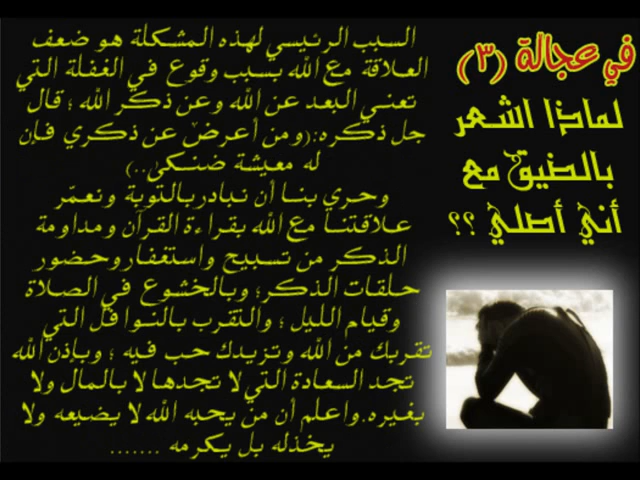 في عجالة (٣)
لماذا اشعر
بالضيق مع
أني أصلي ؟؟
السبب الرئيسي لهذه المشكلة هو ضعف
العلاقة مع الله بسبب وقوع في الغفلة التي
تعني البعد عن الله وعن ذكر الله ؛ قال
جل ذكره:(ومن أعرض عن ذكري فإن
له معيشة ضنكى..)
وحري بنا أن نبادر بالتوبة ونعمّر
علاقتنا مع الله بقراءة القرآن ومداومة
الذكر من تسبيح واستغفار وحضور
حلقات الذكر؛ وبالخشوع في الصلاة
وقيام الليل ؛ والتقرب بالنوافل التي
تقربك من الله وتزيدك حب فيه ؛ وبإذن الله
تجد السعادة التي لا تجدها لا بالمال ولا
بغيره.واعلم أن من يحبه الله لا يضيعه ولا
يخذله بل يكرمه .......